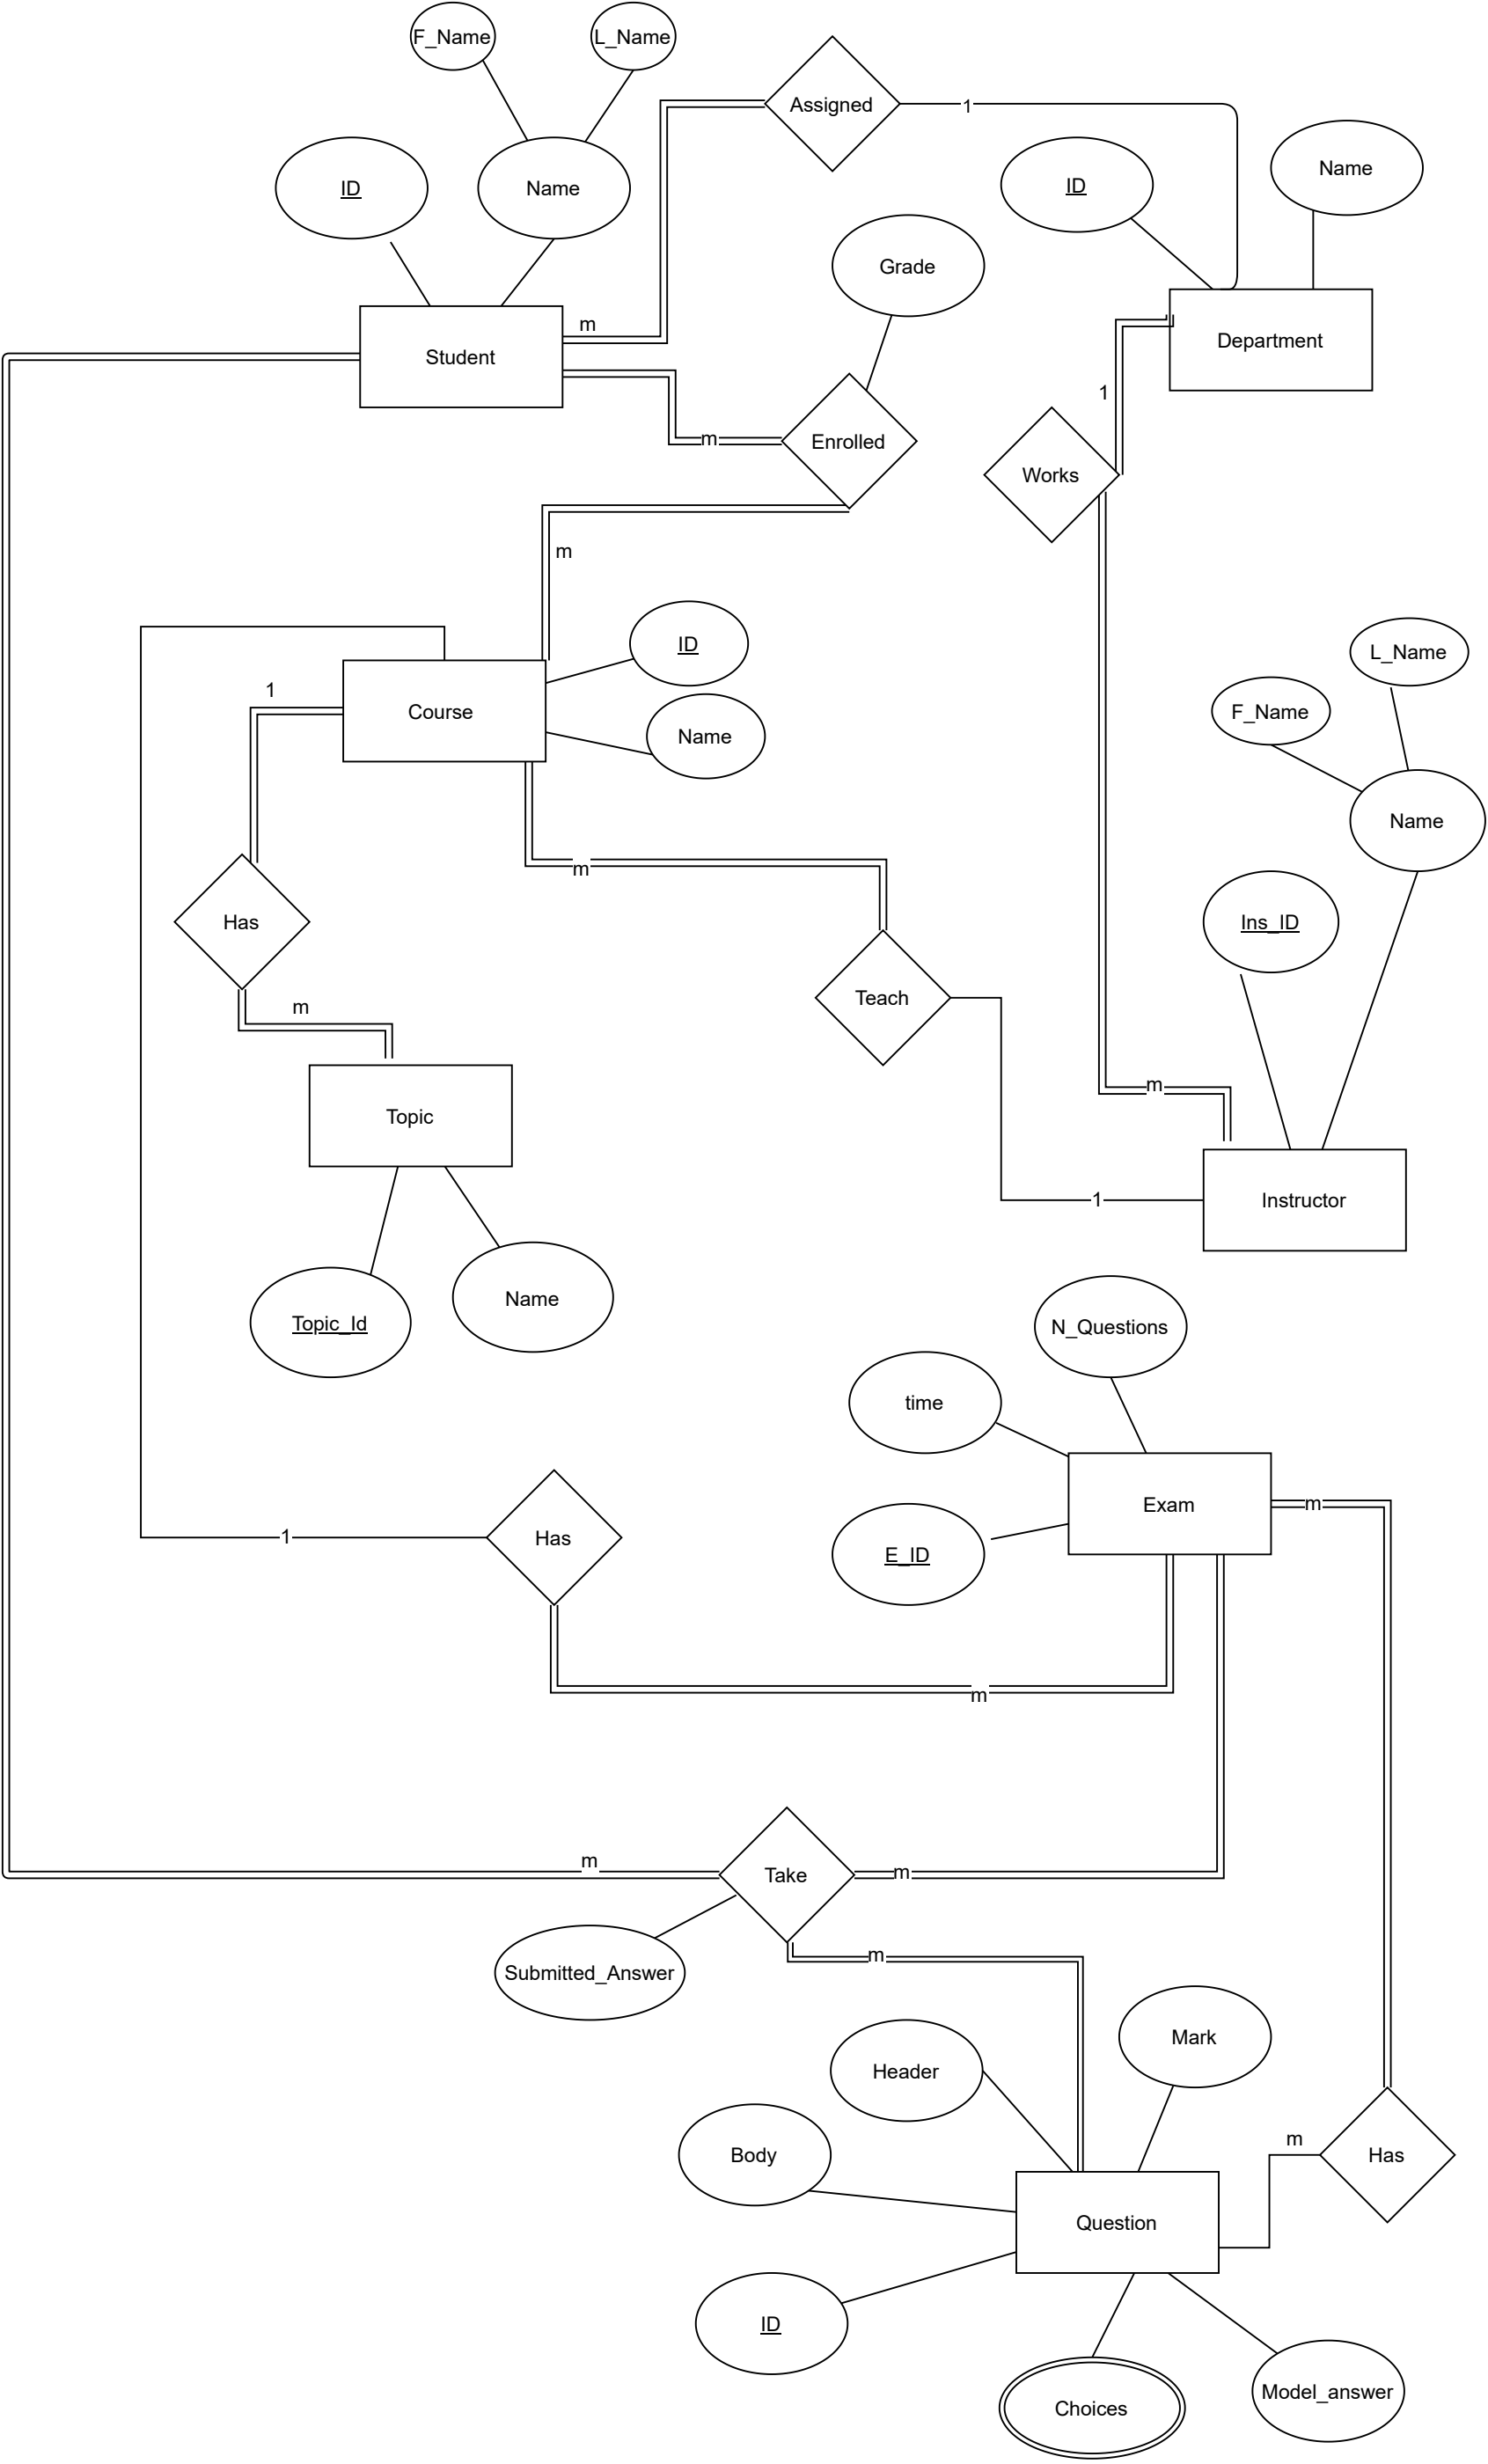 F_Name
L_Name
Assigned
1
ID
Name
ID
Name
Grade
m
Student
Department
1
m
Enrolled
Works
m
ID
L_Name
1
Course
F_Name
Name
Name
m
Has
Ins_ID
Teach
m
m
Topic
1
Instructor
Topic_Id
Name
N_Questions
time
Exam
m
1
Has
E_ID
m
m
Take
m
Submitted_Answer
m
Mark
Header
m
Body
Has
Question
ID
Choices
Model_answer